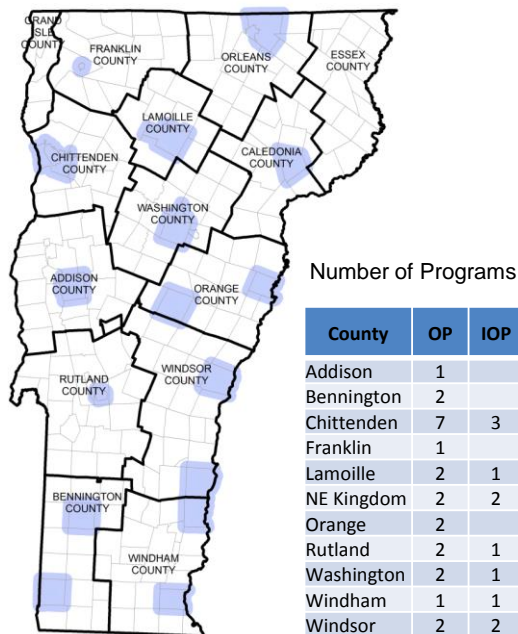 GRAND
ISLE
COUNTY
FRANKLIN
COUNTY
ORLEANS
COUNTY
ESSEX
COUNTY
LAMOILLE
COUNTY
CHITTENDEN
COUNTY
CALEDONIA
COUNTY
WASHINGTON
COUNTY
ADDISON
COUNTY
ORANGE
COUNTY
RUTLAND
COUNTY
WINDSOR
COUNTY
BENNINGTON
COUNTY
WINDHAM
COUNTY
Number of Programs
County OP IOP
Addison 1
Bennington 2
Chittenden 7 3
Franklin 1
Lamoille 2 1
NE Kingdom 2 2
Orange 2
Rutland 2 1
Washington 2 1
Windham 1 1
Windsor 2 2